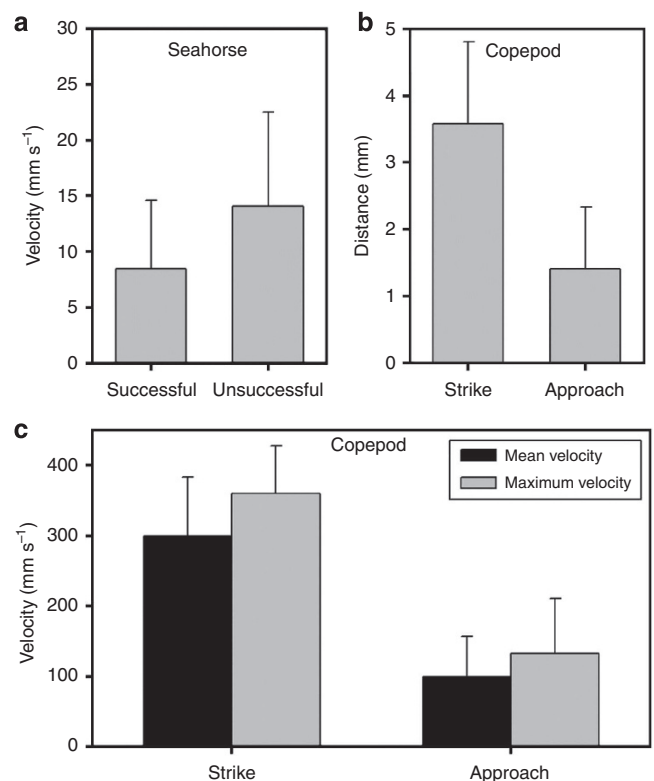 a
Seahorse
Velocity (mm s⁻¹)
30
25
20
15
10
5
0
Successful Unsuccessful
b
Copepod
Distance (mm)
5
4
3
2
1
0
Strike Approach
c
Copepod
Mean velocity
Maximum velocity
Velocity (mm s⁻¹)
400
300
200
100
0
Strike Approach